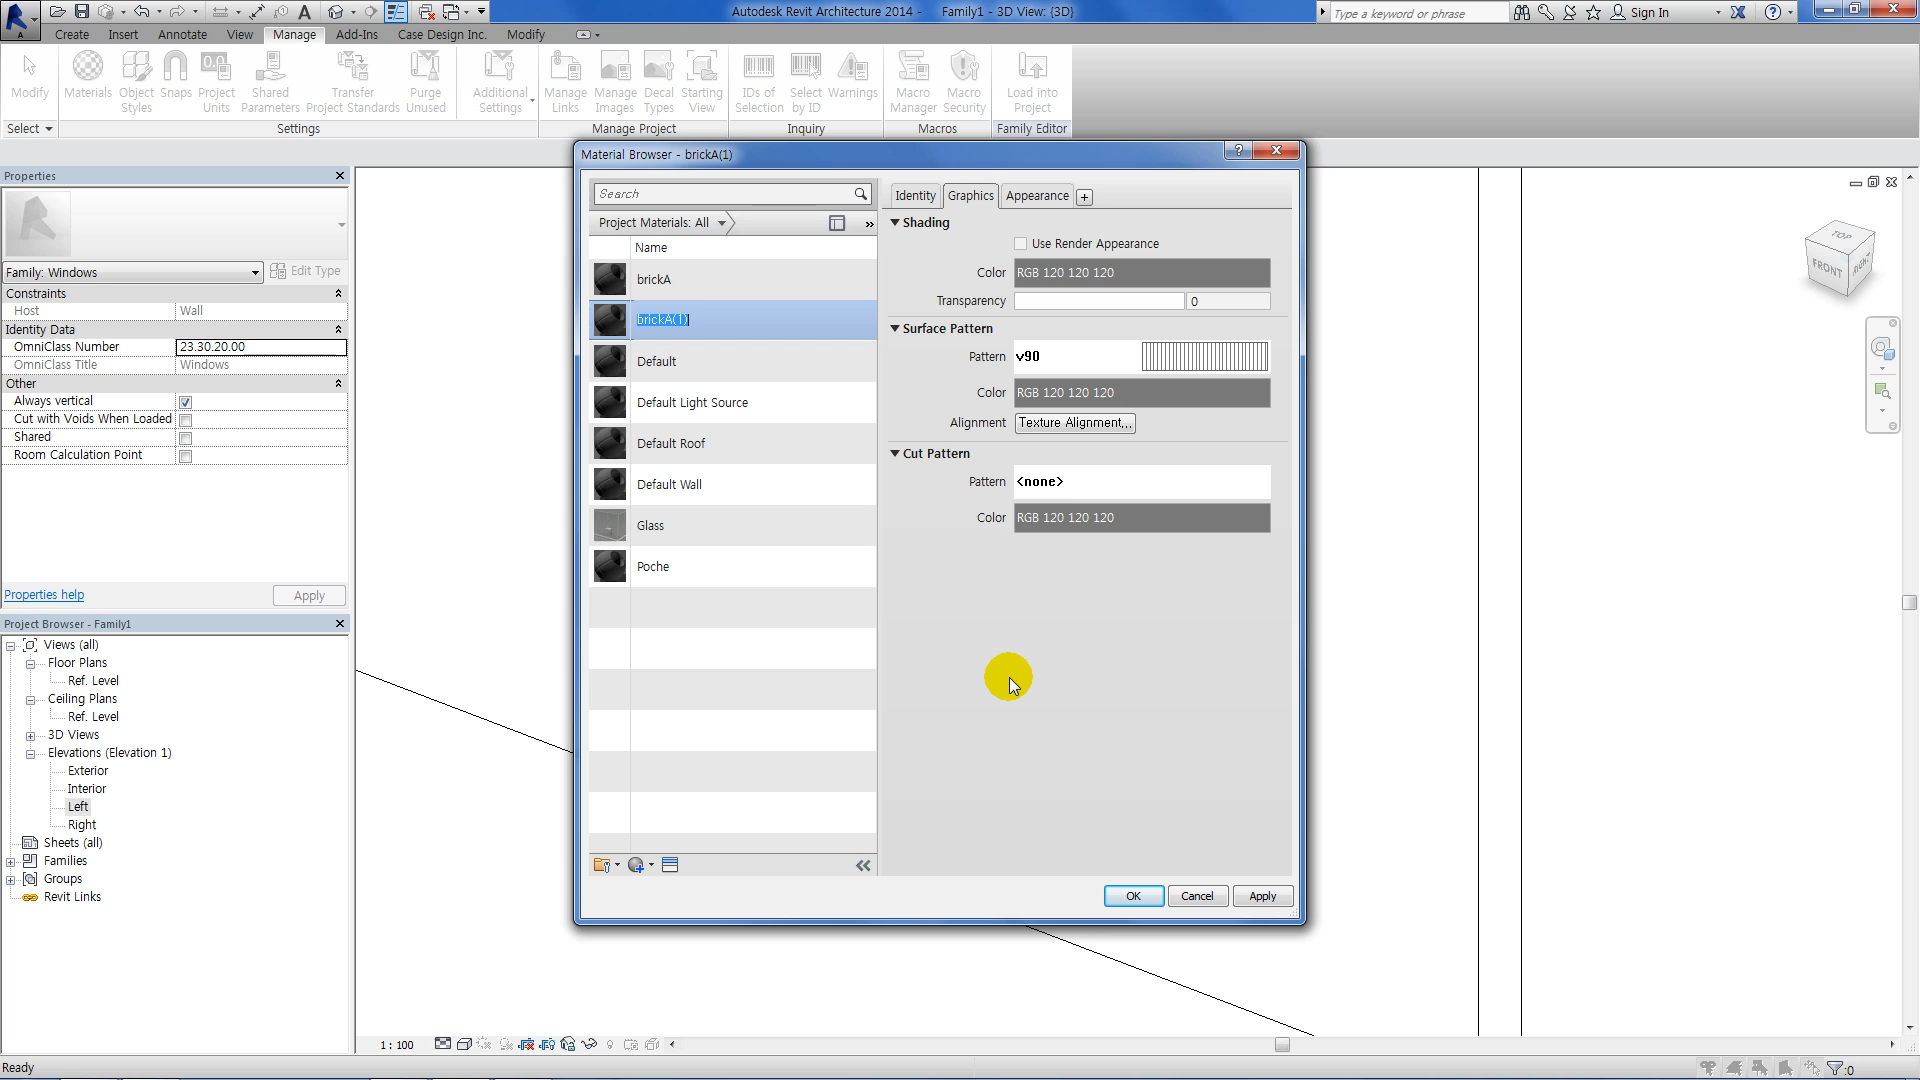 Autodesk Revit Architecture 2014 - Family1 - 3D View: {3D}
Type a keyword or phrase
Sign In
Create Insert Annotate View Manage Add-Ins Case Design Inc. Modify
Modify
Materials
Object Styles
Snaps
Project Units
Shared Parameters
Transfer Project Standards
Purge Unused
Additional Settings
Manage Links
Manage Images
Decal Types
Starting View
IDs of Selection
Select by ID
Warnings
Macro Manager
Macro Security
Load into Project
Select Settings Manage Project Inquiry Macros Family Editor
Properties
Family: Windows
Edit Type
Constraints
Host Wall
Identity Data
OmniClass Number 23.30.20.00
OmniClass Title Windows
Other
Always vertical
Cut with Voids When Loaded
Shared
Room Calculation Point
Properties help
Apply
Project Browser - Family1
Views (all)
Floor Plans
Ref. Level
Ceiling Plans
Ref. Level
3D Views
Elevations (Elevation 1)
Exterior
Interior
Left
Right
Sheets (all)
Families
Groups
Revit Links
Material Browser - brickA(1)
Search
Project Materials: All
Name
brickA
brickA(1)
Default
Default Light Source
Default Roof
Default Wall
Glass
Poche
Identity Graphics Appearance
Shading
Use Render Appearance
Color RGB 120 120 120
Transparency 0
Surface Pattern
Pattern v90
Color RGB 120 120 120
Alignment Texture Alignment...
Cut Pattern
Pattern <none>
Color RGB 120 120 120
OK Cancel Apply
TOP
FRONT
RIGHT
1 : 100
Ready
:0